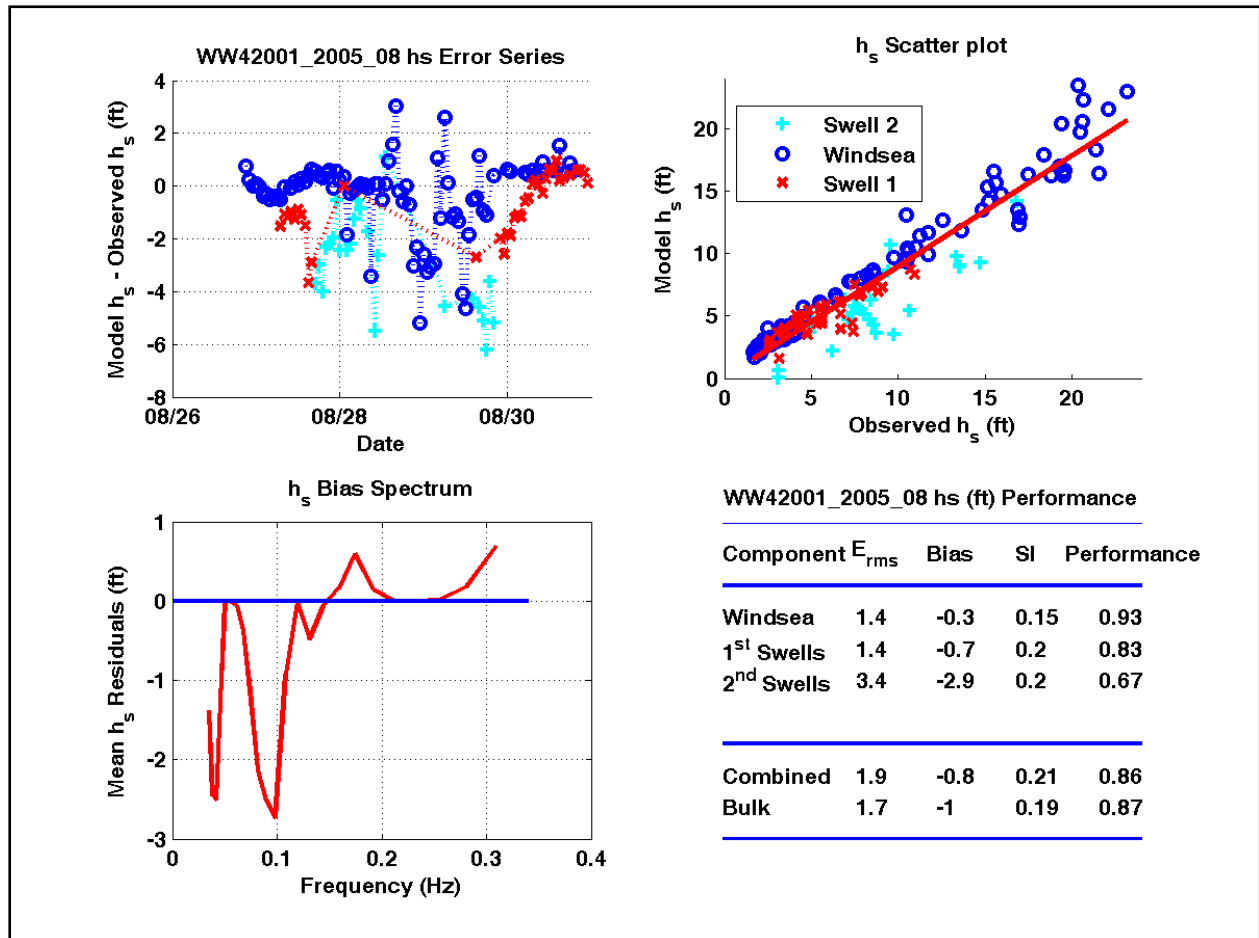 WW42001_2005_08 hs Error Series
4
2
0
-2
-4
-6
-8
Model h_s - Observed h_s (ft)
08/26
08/28
08/30
Date
h_s Scatter plot
Swell 2
Windsea
Swell 1
20
15
10
5
0
Model h_s (ft)
0
5
10
15
20
Observed h_s (ft)
h_s Bias Spectrum
1
0
-1
-2
-3
Mean h_s Residuals (ft)
0
0.1
0.2
0.3
0.4
Frequency (Hz)
WW42001_2005_08 hs (ft) Performance
Component E_rms Bias SI Performance
Windsea 1.4 -0.3 0.15 0.93
1^st Swells 1.4 -0.7 0.2 0.83
2^nd Swells 3.4 -2.9 0.2 0.67
Combined 1.9 -0.8 0.21 0.86
Bulk 1.7 -1 0.19 0.87